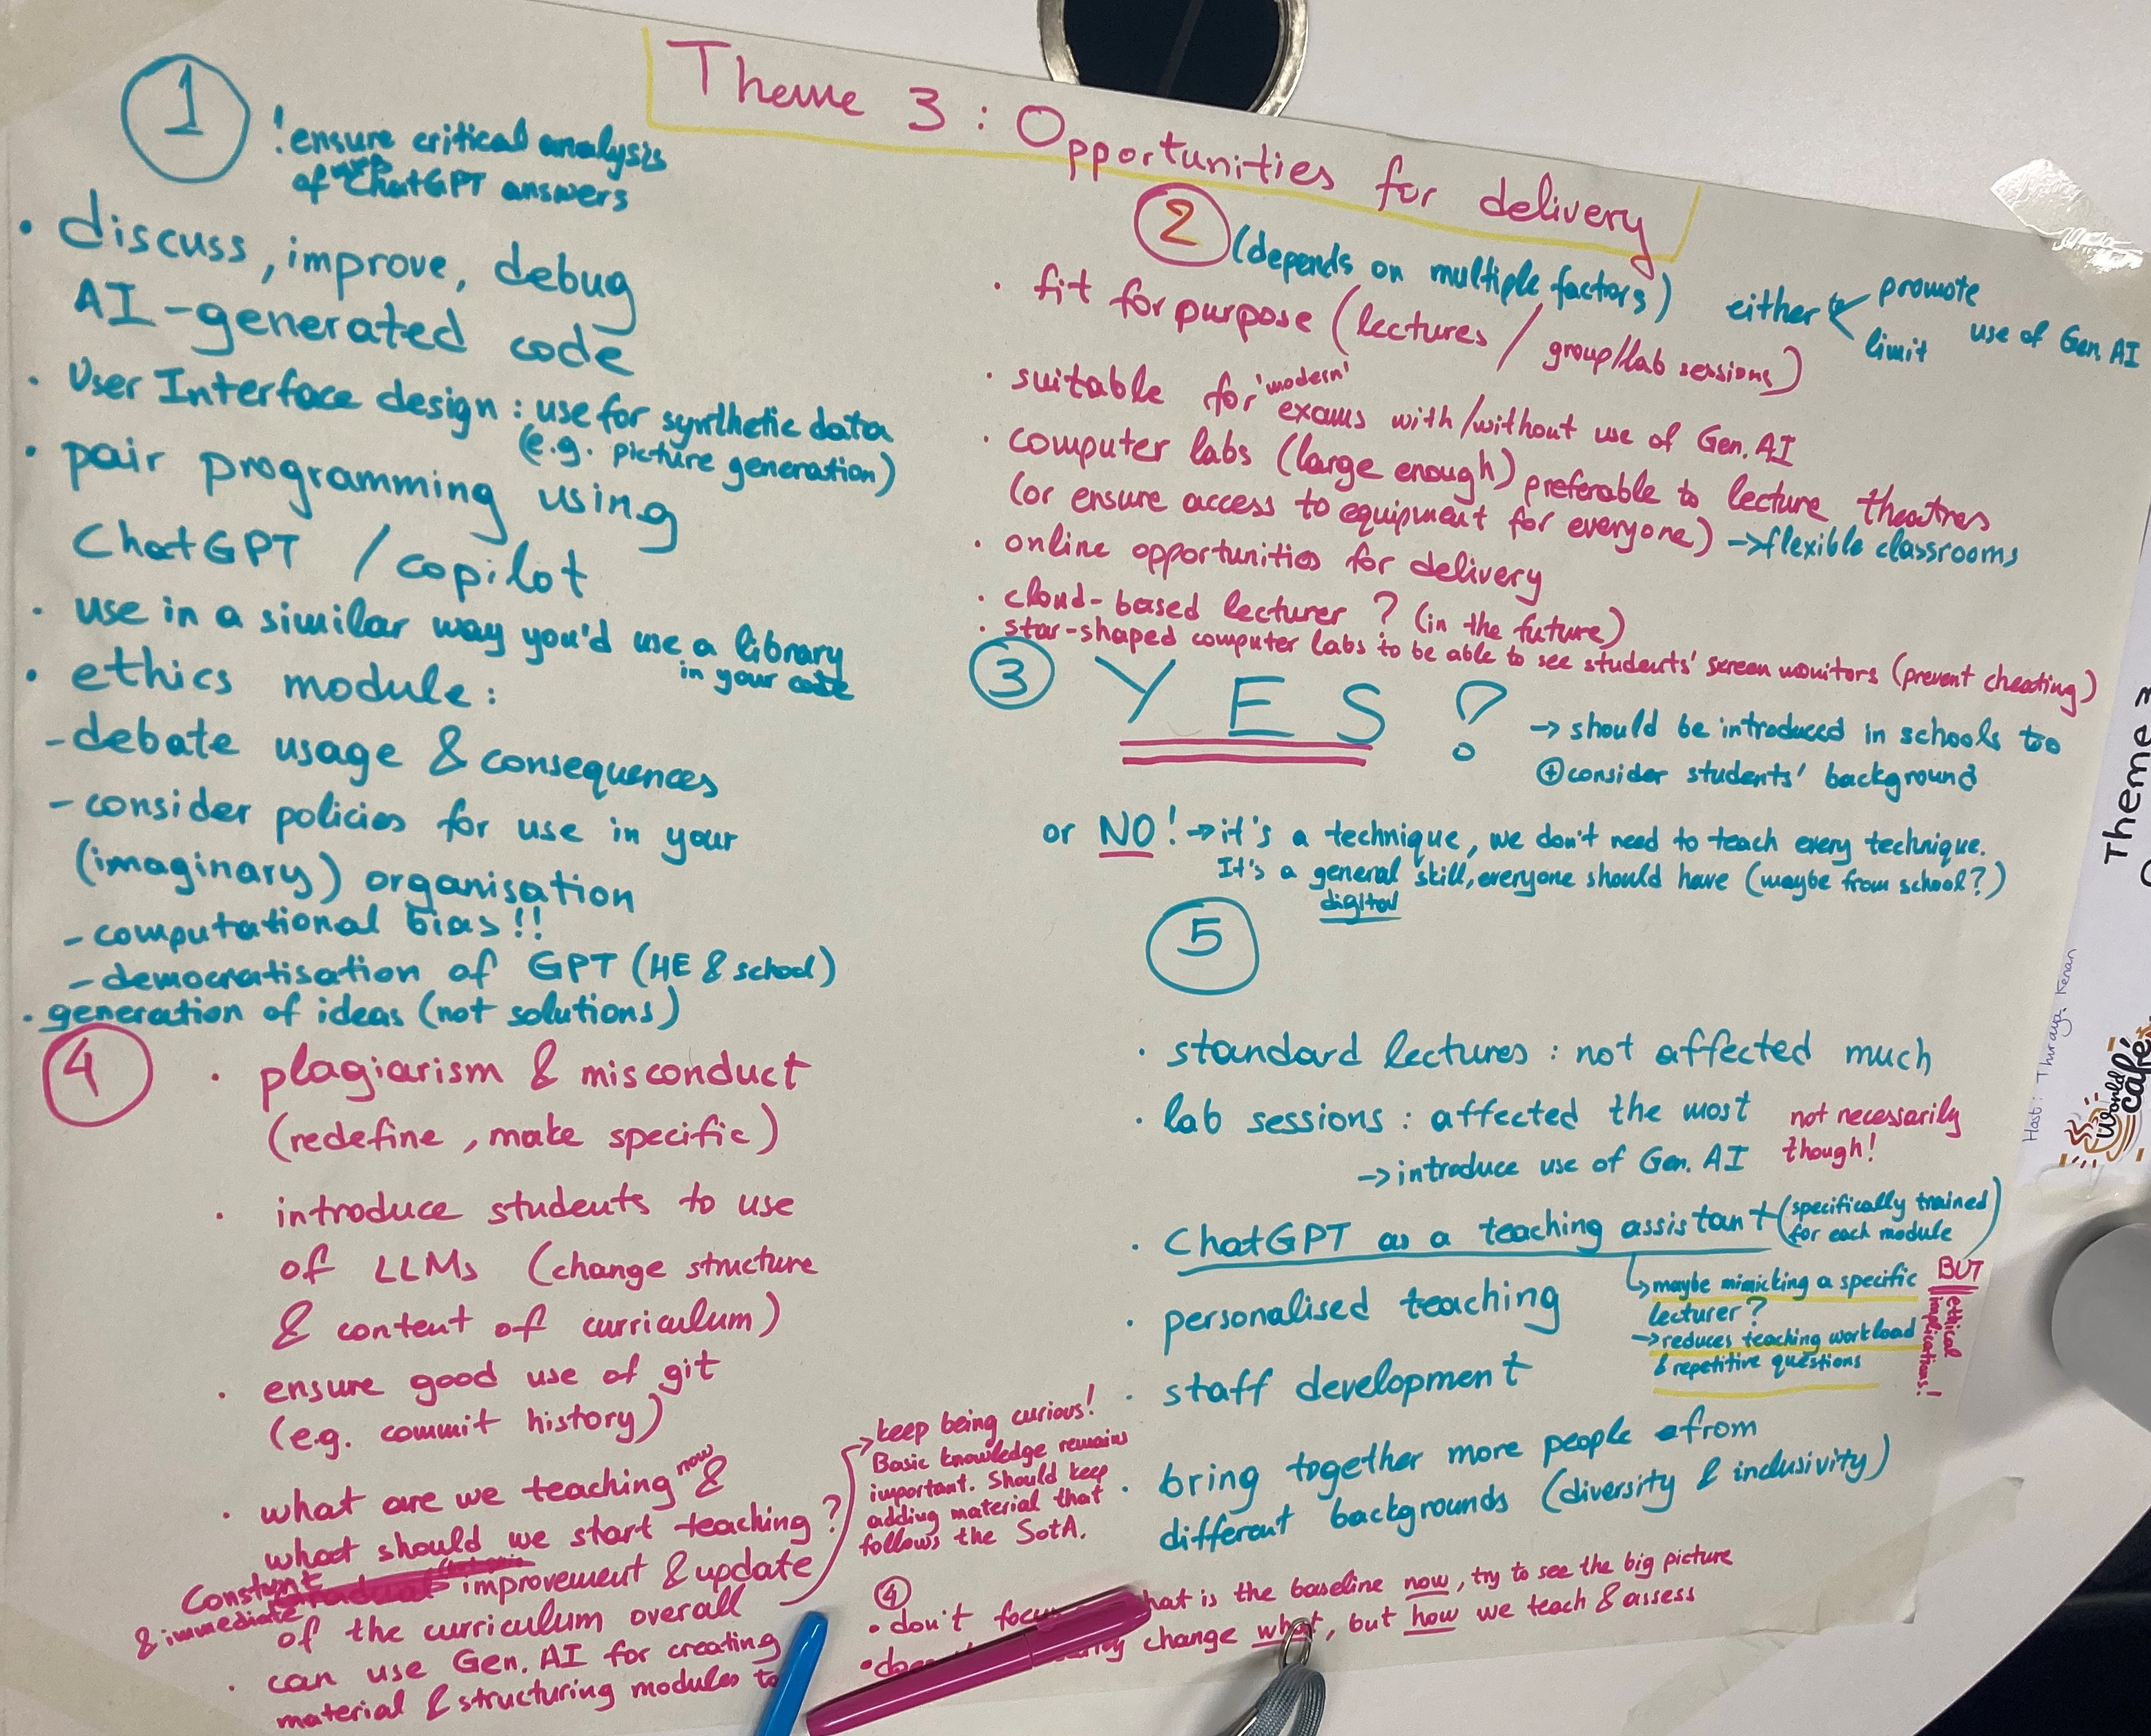 Theme 3 : Opportunities for delivery
1
! ensure critical analysis
of ChatGPT answers
• discuss, improve, debug
AI-generated code
• User Interface design : use for synthetic data
(e.g. picture generation)
• pair programming using
ChatGPT / copilot
• use in a similar way you'd use a library
in your code
• ethics module :
- debate usage & consequences
- consider policies for use in your
(imaginary) organisation
- computational bias!!
- democratisation of GPT (HE & school)
• generation of ideas (not solutions)
2
(depends on multiple factors)
either
promote
limit
use of Gen. AI
• fit for purpose (lectures / group/lab sessions)
• suitable for 'modern' exams with/without use of Gen. AI
• computer labs (large enough) preferable to lecture theatres
(or ensure access to equipment for everyone) → flexible classrooms
• online opportunities for delivery
• cloud-based lecturer ? (in the future)
• star-shaped computer labs to be able to see students' screen monitors (prevent cheating)
3
YES ?
→ should be introduced in schools too
⊕ consider students' background
or NO! → it's a technique, we don't need to teach every technique.
It's a general skill, everyone should have (maybe from school?)
digital
4
• plagiarism & misconduct
(redefine, make specific)
• introduce students to use
of LLMs (change structure
& content of curriculum)
• ensure good use of git
(e.g. commit history)
• what are we teaching now &
what should we start teaching ?
Constant
& immediate
improvement & update
of the curriculum overall
→ keep being curious!
Basic knowledge remains
important. Should keep
adding material that
follows the SotA.
• can use Gen. AI for creating
material & structuring modules
5
• standard lectures : not affected much
• lab sessions : affected the most
not necessarily
though!
→ introduce use of Gen. AI
• ChatGPT as a teaching assistant (specifically trained
for each module)
maybe mimicking a specific
lecturer?
→ reduces teaching workload
& repetitive questions
BUT
ethical
implications!
• personalised teaching
• staff development
• bring together more people from
different backgrounds (diversity & inclusivity)
4
• don't is the baseline now, try to see the big picture
• change what, but how we teach & assess
Theme 3
Host : Thuraya Kenan
World
café